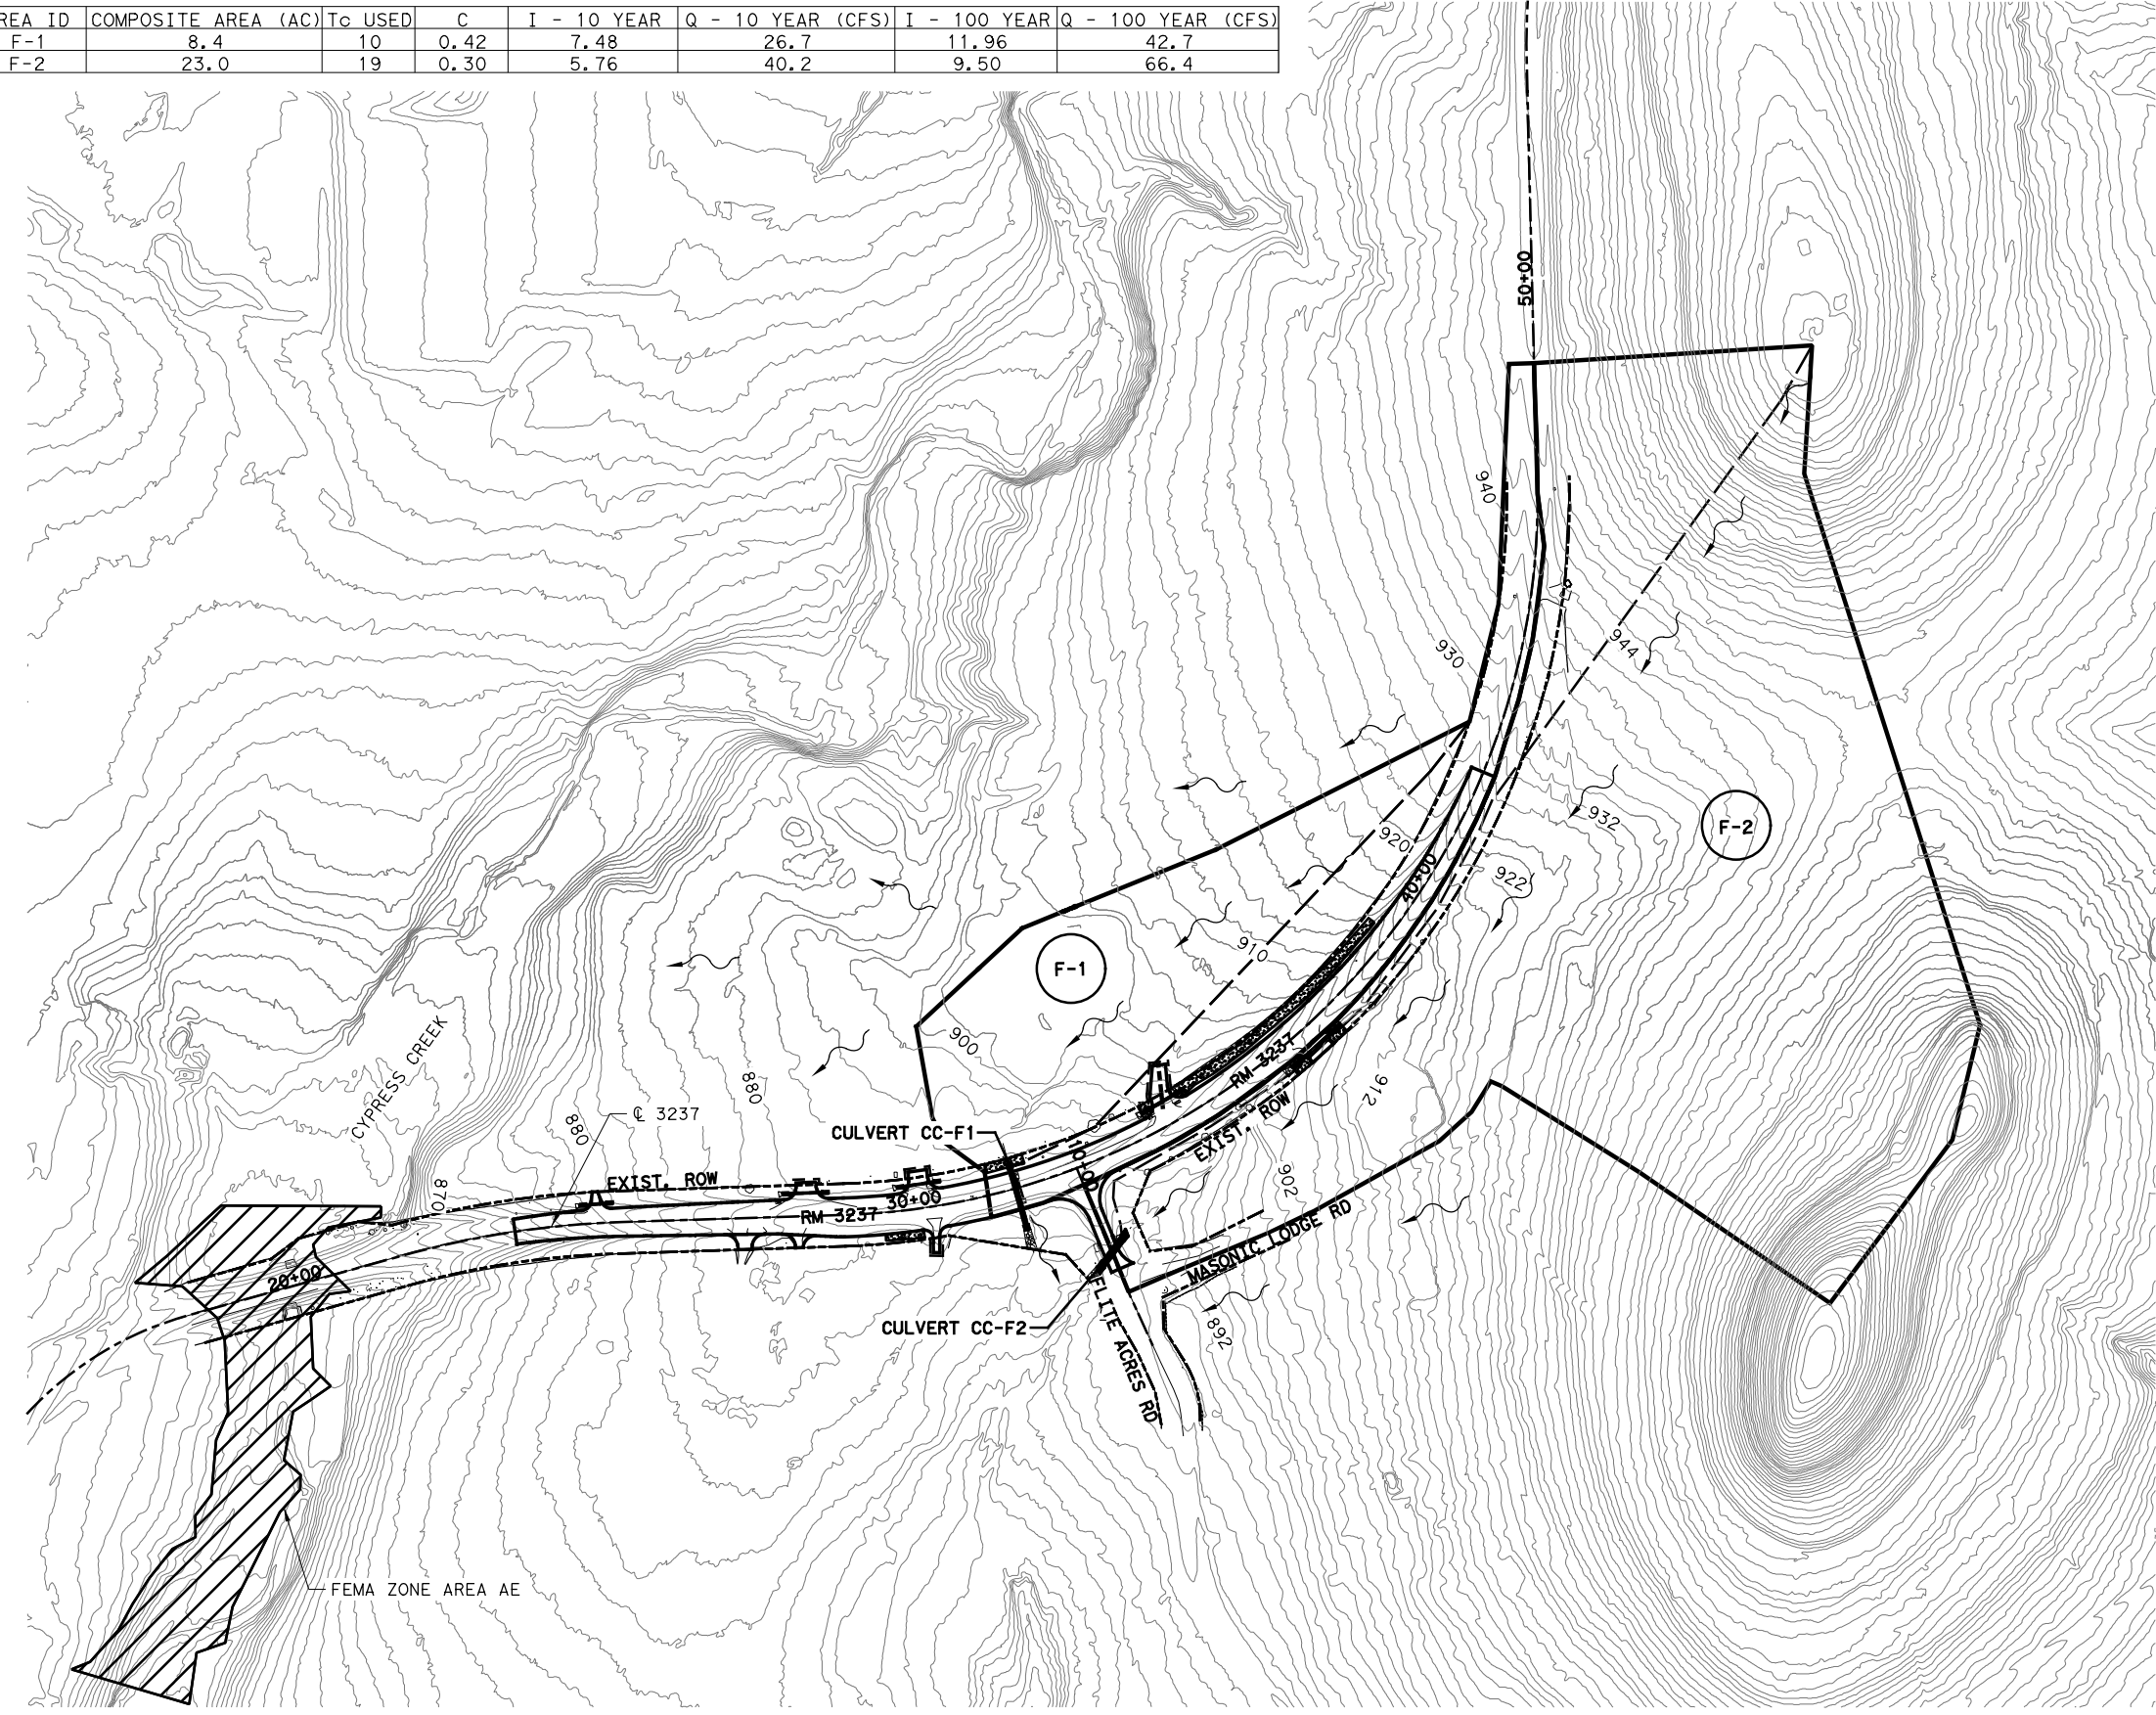 REA ID COMPOSITE AREA (AC) Tc USED C I - 10 YEAR Q - 10 YEAR (CFS) I - 100 YEAR Q - 100 YEAR (CFS)
F-1 8.4 10 0.42 7.48 26.7 11.96 42.7
F-2 23.0 19 0.30 5.76 40.2 9.50 66.4
50+00
940
944
930
932
F-2
920
40+00
922
910
F-1
900
RM 3237
912
CYPRESS CREEK
880
880
℄ 3237
CULVERT CC-F1
EXIST. ROW
902
870
EXIST. ROW
30+00
RM 3237
MASONIC LODGE RD
20+00
CULVERT CC-F2
892
FLITE ACRES RD
FEMA ZONE AREA AE